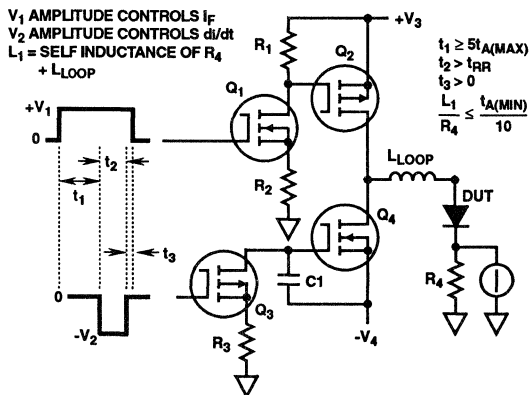 V1 AMPLITUDE CONTROLS IF
V2 AMPLITUDE CONTROLS di/dt
L1 = SELF INDUCTANCE OF R4
+ LLOOP
+V3
R1
Q2
t1 ≥ 5tA(MAX)
t2 > tRR
t3 > 0
L1/R4 ≤ tA(MIN)/10
Q1
+V1
0
t2
t1
t3
R2
LLOOP
DUT
Q4
R4
C1
0
-V2
Q3
R3
-V4